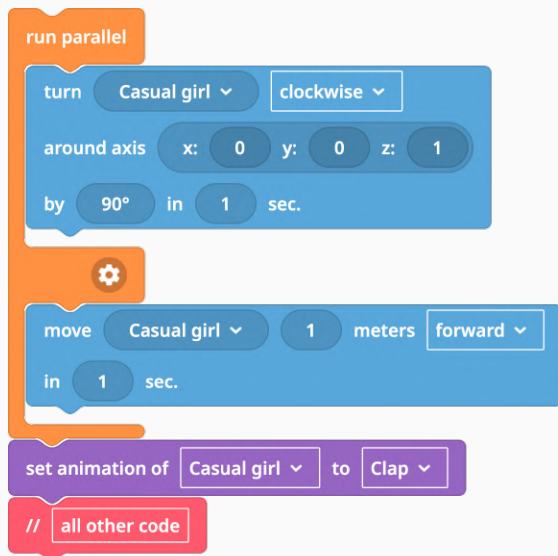 run parallel
turn Casual girl clockwise
around axis x: 0 y: 0 z: 1
by 90° in 1 sec.
move Casual girl 1 meters forward
in 1 sec.
set animation of Casual girl to Clap
// all other code